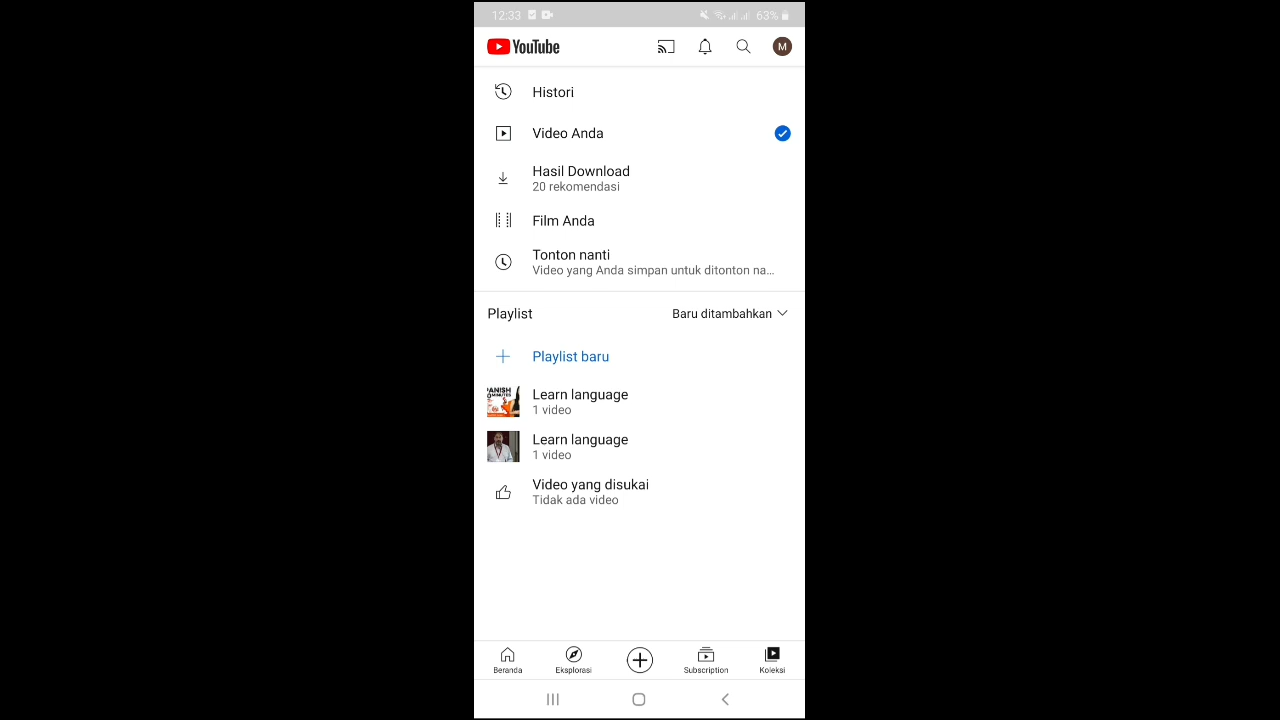 12:33
63%
YouTube
M
Histori
Video Anda
Hasil Download
20 rekomendasi
Film Anda
Tonton nanti
Video yang Anda simpan untuk ditonton na...
Playlist
Baru ditambahkan
Playlist baru
Learn language
1 video
Learn language
1 video
Video yang disukai
Tidak ada video
Beranda
Eksplorasi
Subscription
Koleksi